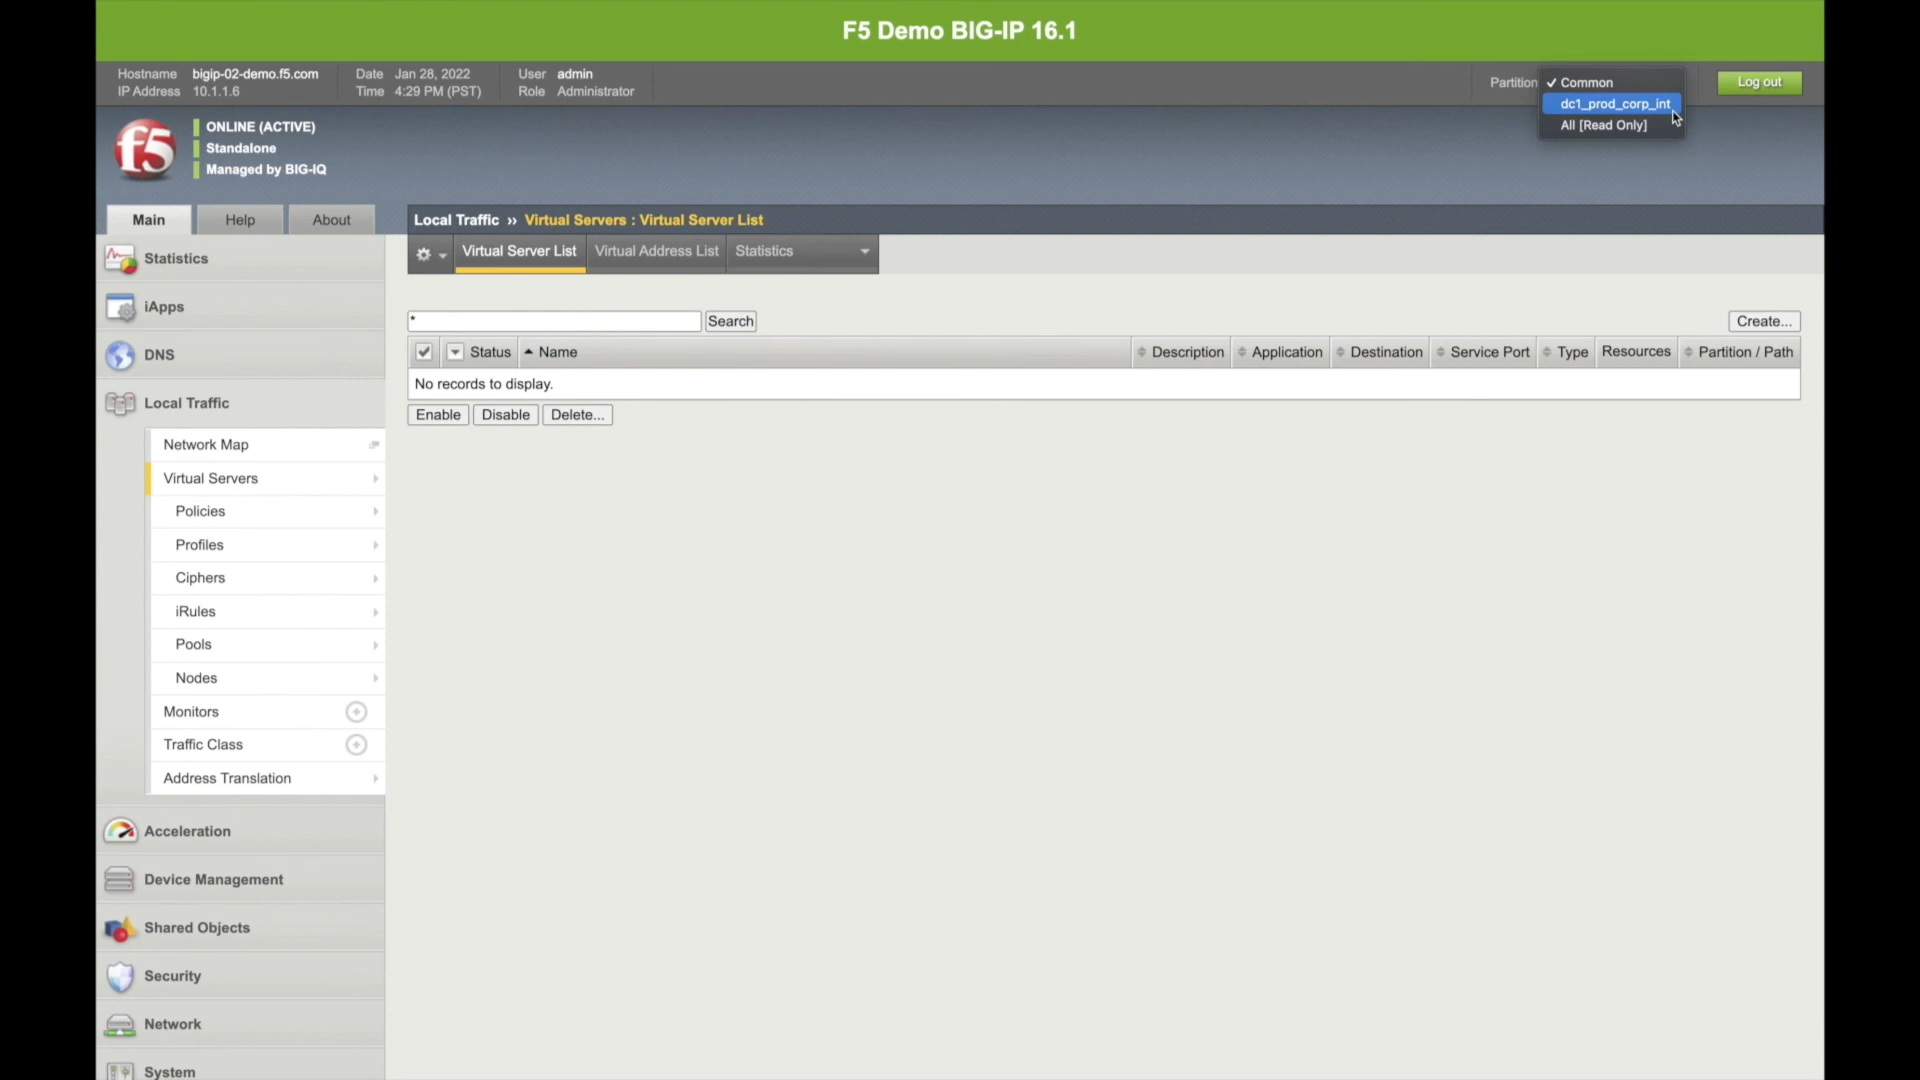 F5 Demo BIG-IP 16.1
Hostname bigip-02-demo.f5.com
IP Address 10.1.1.6
Date Jan 28, 2022
Time 4:29 PM (PST)
User admin
Role Administrator
Partition
✓ Common
dc1_prod_corp_int
All [Read Only]
Log out
f5
ONLINE (ACTIVE)
Standalone
Managed by BIG-IQ
Main Help About
Local Traffic ›› Virtual Servers : Virtual Server List
Virtual Server List Virtual Address List Statistics
Statistics
iApps
DNS
Local Traffic
Network Map
Virtual Servers
Policies
Profiles
Ciphers
iRules
Pools
Nodes
Monitors
Traffic Class
Address Translation
Acceleration
Device Management
Shared Objects
Security
Network
System
* Search Create...
Status Name Description Application Destination Service Port Type Resources Partition / Path
No records to display.
Enable Disable Delete...